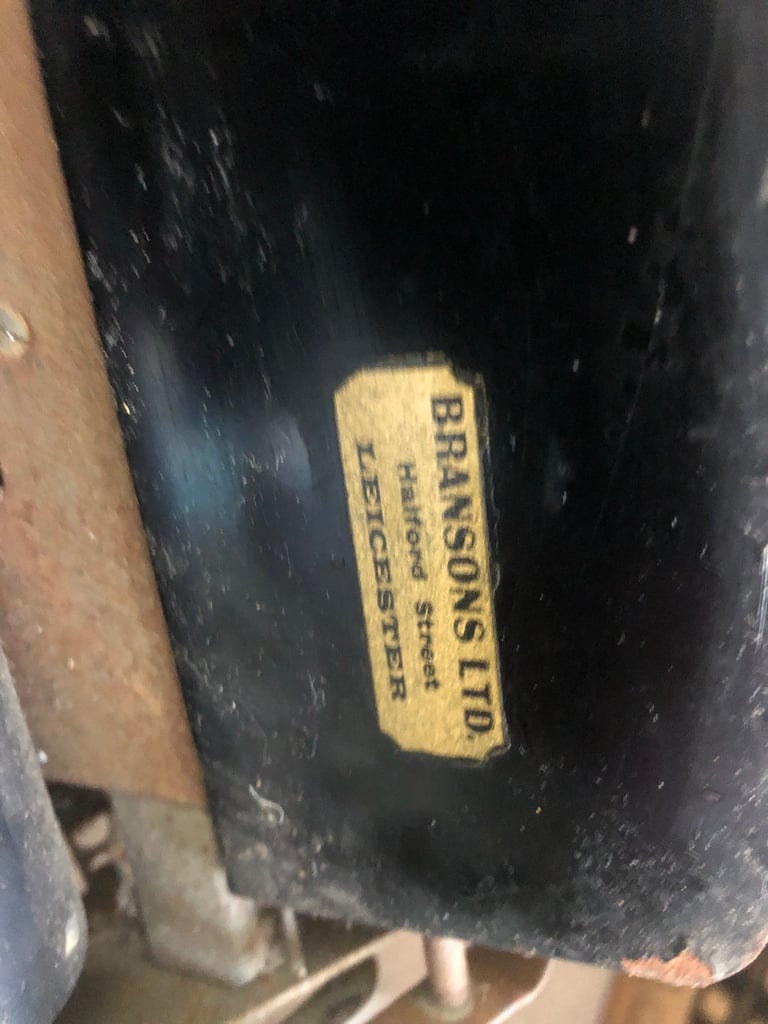 BRANSONS LTD.
Halford Street
LEICESTER